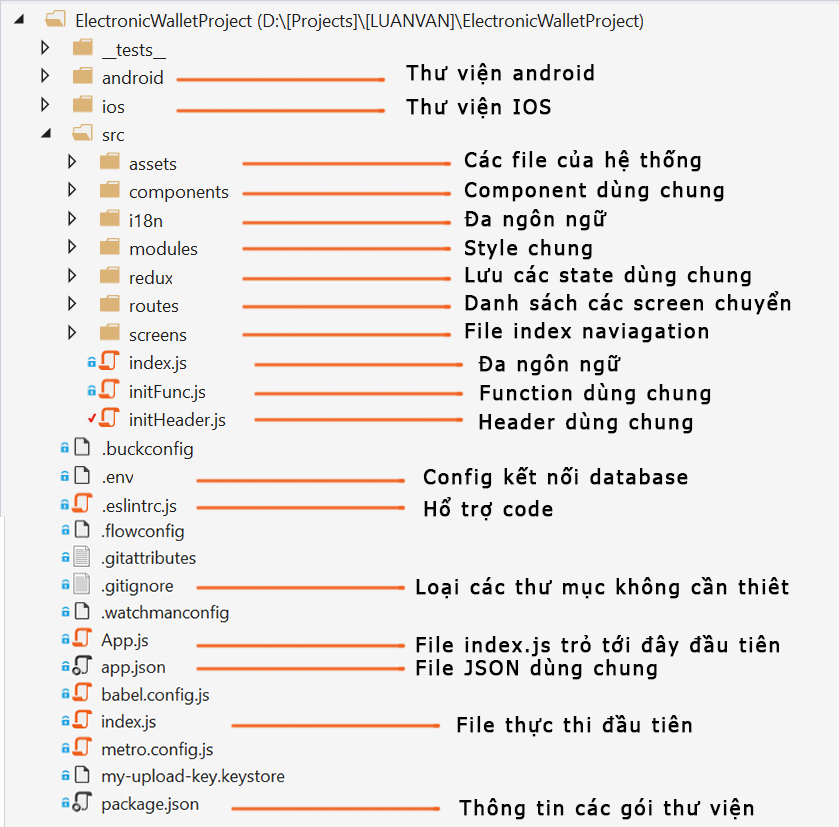 ElectronicWalletProject (D:\[Projects]\[LUANVAN]\ElectronicWalletProject)
__tests__
android Thư viện android
ios Thư viện IOS
src
assets Các file của hệ thống
components Component dùng chung
i18n Đa ngôn ngữ
modules Style chung
redux Lưu các state dùng chung
routes Danh sách các screen chuyển
screens File index naviagation
index.js Đa ngôn ngữ
initFunc.js Function dùng chung
initHeader.js Header dùng chung
.buckconfig
.env Config kết nối database
.eslintrc.js Hổ trợ code
.flowconfig
.gitattributes
.gitignore Loại các thư mục không cần thiêt
.watchmanconfig
App.js File index.js trỏ tới đây đầu tiên
app.json File JSON dùng chung
babel.config.js
index.js File thực thi đầu tiên
metro.config.js
my-upload-key.keystore
package.json Thông tin các gói thư viện